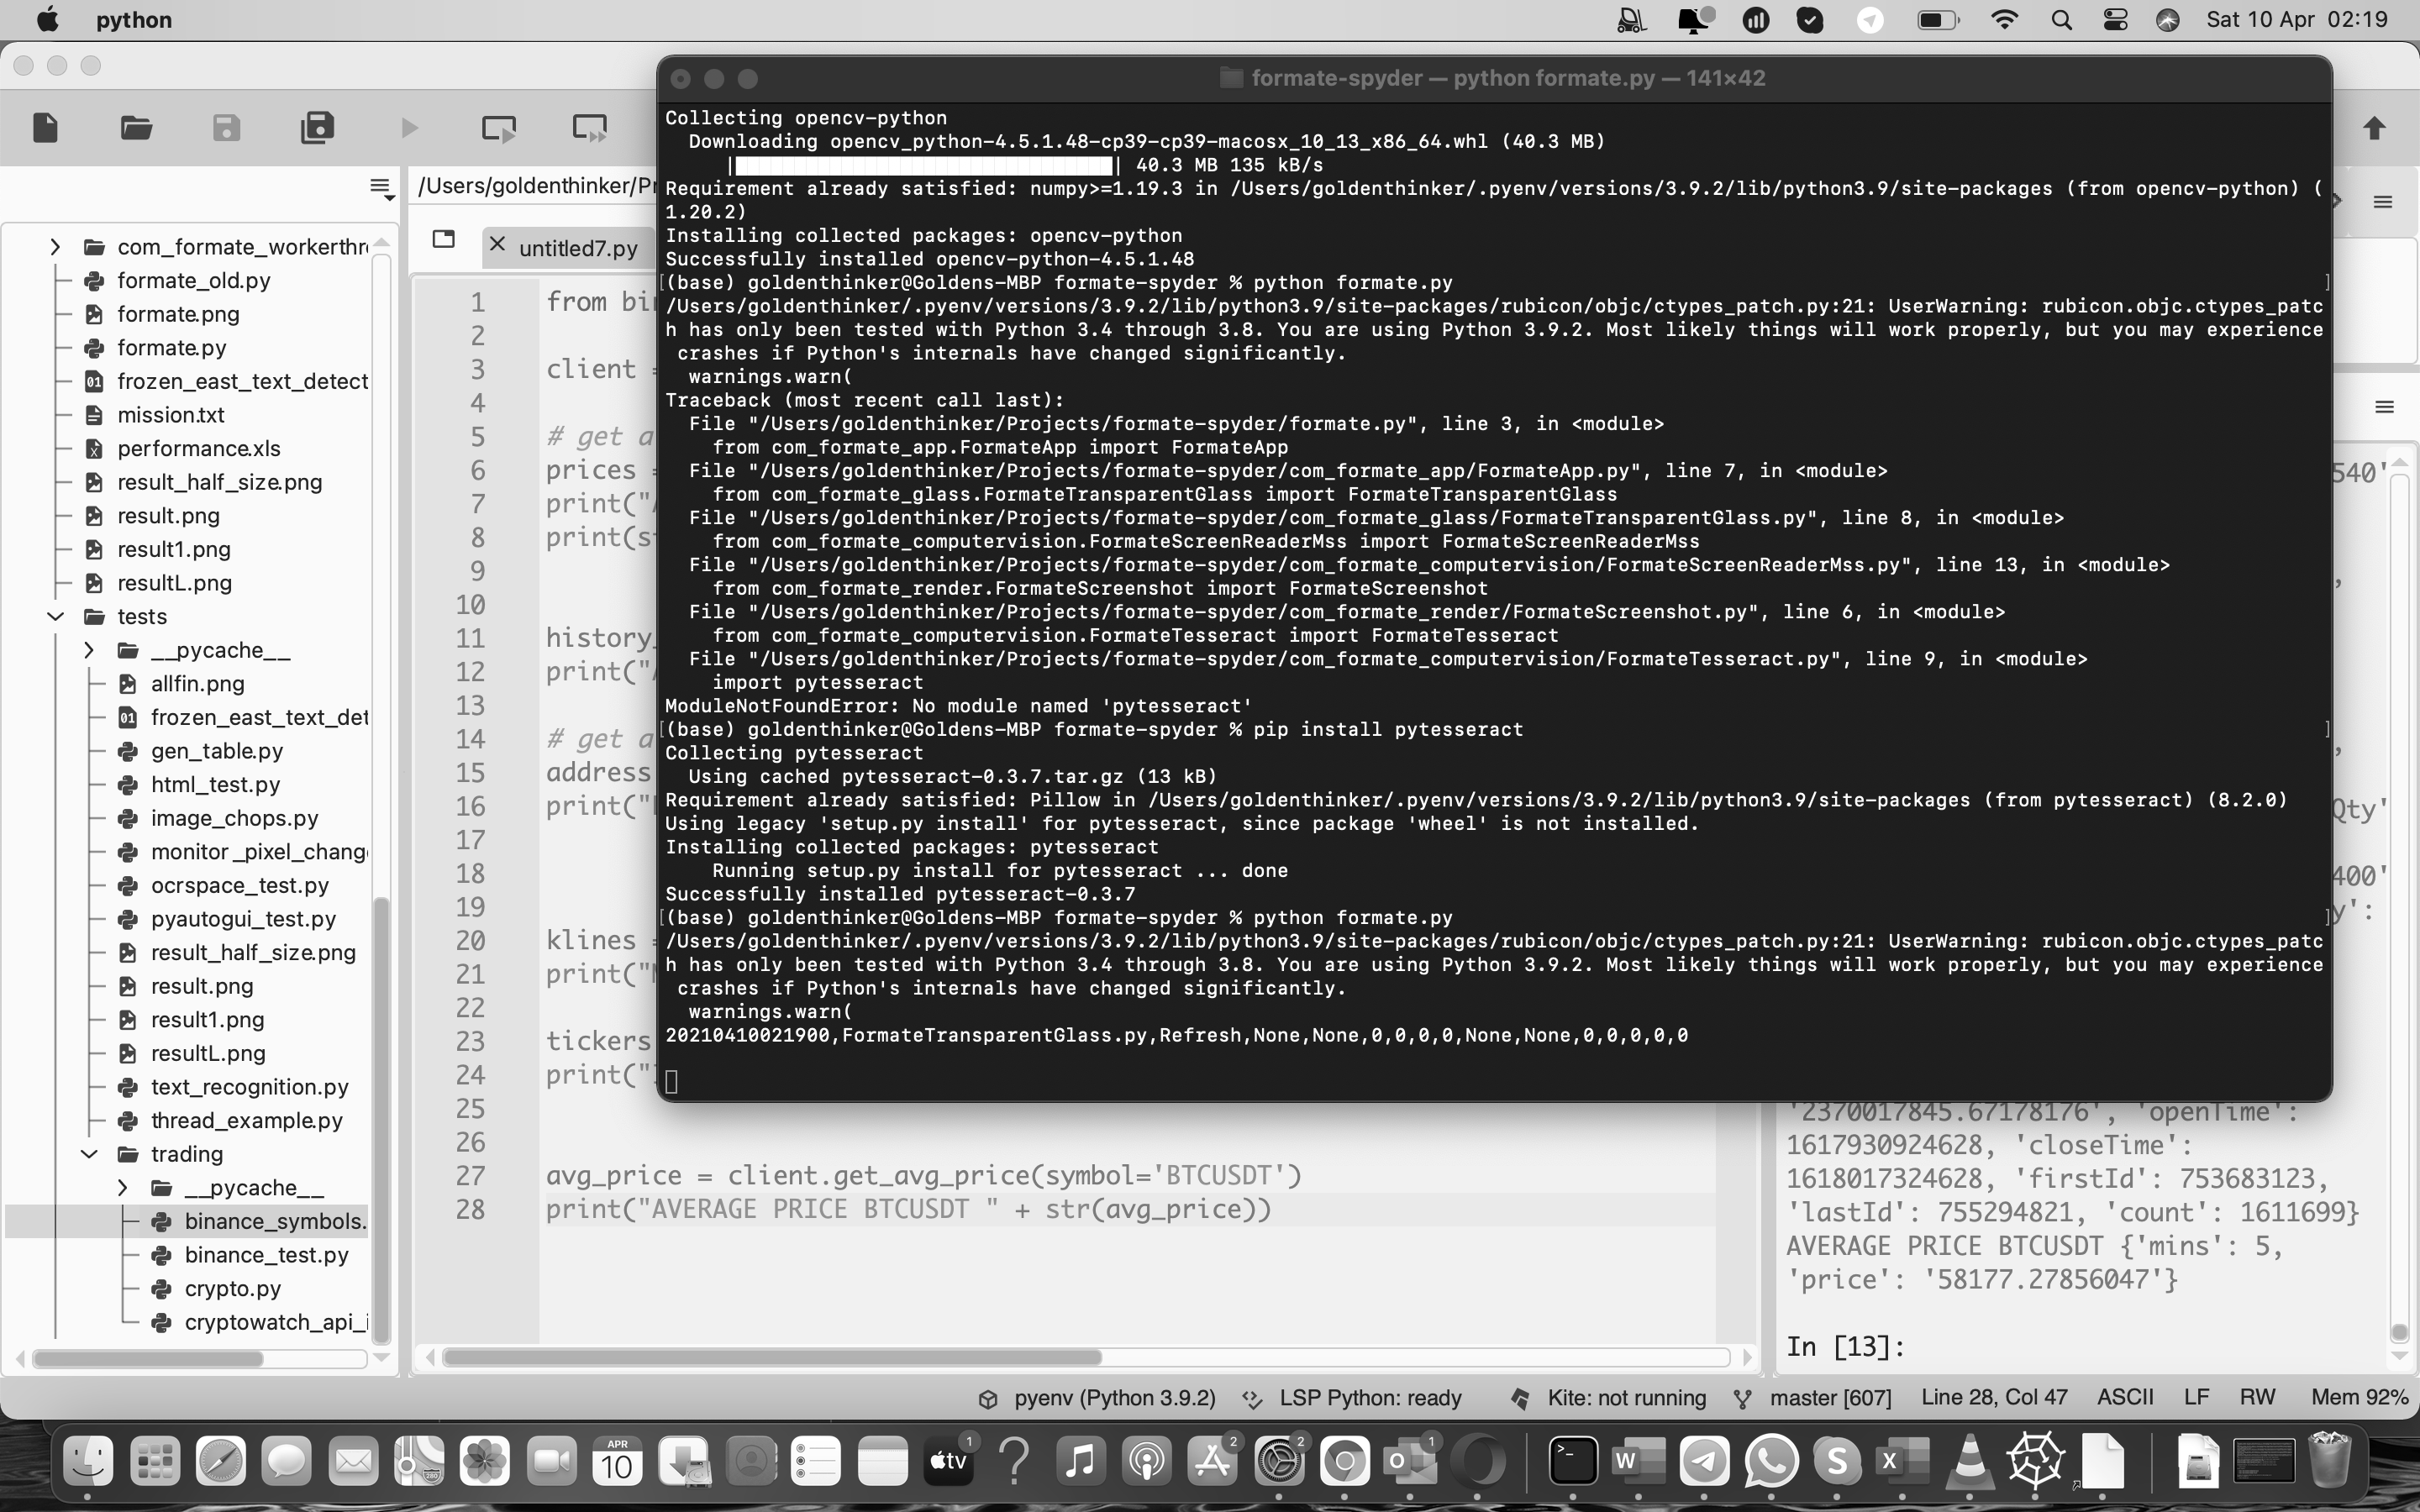 python
Sat 10 Apr 02:19
formate-spyder — python formate.py — 141×42
Collecting opencv-python
Downloading opencv_python-4.5.1.48-cp39-cp39-macosx_10_13_x86_64.whl (40.3 MB)
| | 40.3 MB 135 kB/s
Requirement already satisfied: numpy>=1.19.3 in /Users/goldenthinker/.pyenv/versions/3.9.2/lib/python3.9/site-packages (from opencv-python) (
1.20.2)
Installing collected packages: opencv-python
Successfully installed opencv-python-4.5.1.48
[(base) goldenthinker@Goldens-MBP formate-spyder % python formate.py ]
/Users/goldenthinker/.pyenv/versions/3.9.2/lib/python3.9/site-packages/rubicon/objc/ctypes_patch.py:21: UserWarning: rubicon.objc.ctypes_patc
h has only been tested with Python 3.4 through 3.8. You are using Python 3.9.2. Most likely things will work properly, but you may experience
crashes if Python's internals have changed significantly.
warnings.warn(
Traceback (most recent call last):
File "/Users/goldenthinker/Projects/formate-spyder/formate.py", line 3, in <module>
from com_formate_app.FormateApp import FormateApp
File "/Users/goldenthinker/Projects/formate-spyder/com_formate_app/FormateApp.py", line 7, in <module>
from com_formate_glass.FormateTransparentGlass import FormateTransparentGlass
File "/Users/goldenthinker/Projects/formate-spyder/com_formate_glass/FormateTransparentGlass.py", line 8, in <module>
from com_formate_computervision.FormateScreenReaderMss import FormateScreenReaderMss
File "/Users/goldenthinker/Projects/formate-spyder/com_formate_computervision/FormateScreenReaderMss.py", line 13, in <module>
from com_formate_render.FormateScreenshot import FormateScreenshot
File "/Users/goldenthinker/Projects/formate-spyder/com_formate_render/FormateScreenshot.py", line 6, in <module>
from com_formate_computervision.FormateTesseract import FormateTesseract
File "/Users/goldenthinker/Projects/formate-spyder/com_formate_computervision/FormateTesseract.py", line 9, in <module>
import pytesseract
ModuleNotFoundError: No module named 'pytesseract'
[(base) goldenthinker@Goldens-MBP formate-spyder % pip install pytesseract ]
Collecting pytesseract
Using cached pytesseract-0.3.7.tar.gz (13 kB)
Requirement already satisfied: Pillow in /Users/goldenthinker/.pyenv/versions/3.9.2/lib/python3.9/site-packages (from pytesseract) (8.2.0)
Using legacy 'setup.py install' for pytesseract, since package 'wheel' is not installed.
Installing collected packages: pytesseract
Running setup.py install for pytesseract ... done
Successfully installed pytesseract-0.3.7
[(base) goldenthinker@Goldens-MBP formate-spyder % python formate.py ]
/Users/goldenthinker/.pyenv/versions/3.9.2/lib/python3.9/site-packages/rubicon/objc/ctypes_patch.py:21: UserWarning: rubicon.objc.ctypes_patc
h has only been tested with Python 3.4 through 3.8. You are using Python 3.9.2. Most likely things will work properly, but you may experience
crashes if Python's internals have changed significantly.
warnings.warn(
20210410021900,FormateTransparentGlass.py,Refresh,None,None,0,0,0,0,None,None,0,0,0,0,0
com_formate_workerthr
formate_old.py
formate.png
formate.py
frozen_east_text_detect
mission.txt
performance.xls
result_half_size.png
result.png
result1.png
resultL.png
tests
__pycache__
allfin.png
frozen_east_text_det
gen_table.py
html_test.py
image_chops.py
monitor_pixel_chang
ocrspace_test.py
pyautogui_test.py
result_half_size.png
result.png
result1.png
resultL.png
text_recognition.py
thread_example.py
trading
__pycache__
binance_symbols.
binance_test.py
crypto.py
cryptowatch_api_i
/Users/goldenthinker/Pr
untitled7.py
1 from bin
2
3 client =
4
5 # get a
6 prices =
7 print("A
8 print(st
9
10
11 history_
12 print("A
13
14 # get a
15 address
16 print("
17
18
19
20 klines =
21 print("M
22
23 tickers
24 print("
25
26
27 avg_price = client.get_avg_price(symbol='BTCUSDT')
28 print("AVERAGE PRICE BTCUSDT " + str(avg_price))
540'
,
,
Qty'
400'
y':
'2370017845.67178176', 'openTime':
1617930924628, 'closeTime':
1618017324628, 'firstId': 753683123,
'lastId': 755294821, 'count': 1611699}
AVERAGE PRICE BTCUSDT {'mins': 5,
'price': '58177.27856047'}
In [13]:
pyenv (Python 3.9.2) LSP Python: ready Kite: not running master [607] Line 28, Col 47 ASCII LF RW Mem 92%
APR
10
280
tv
1
2
2
1
>_
W
S
X